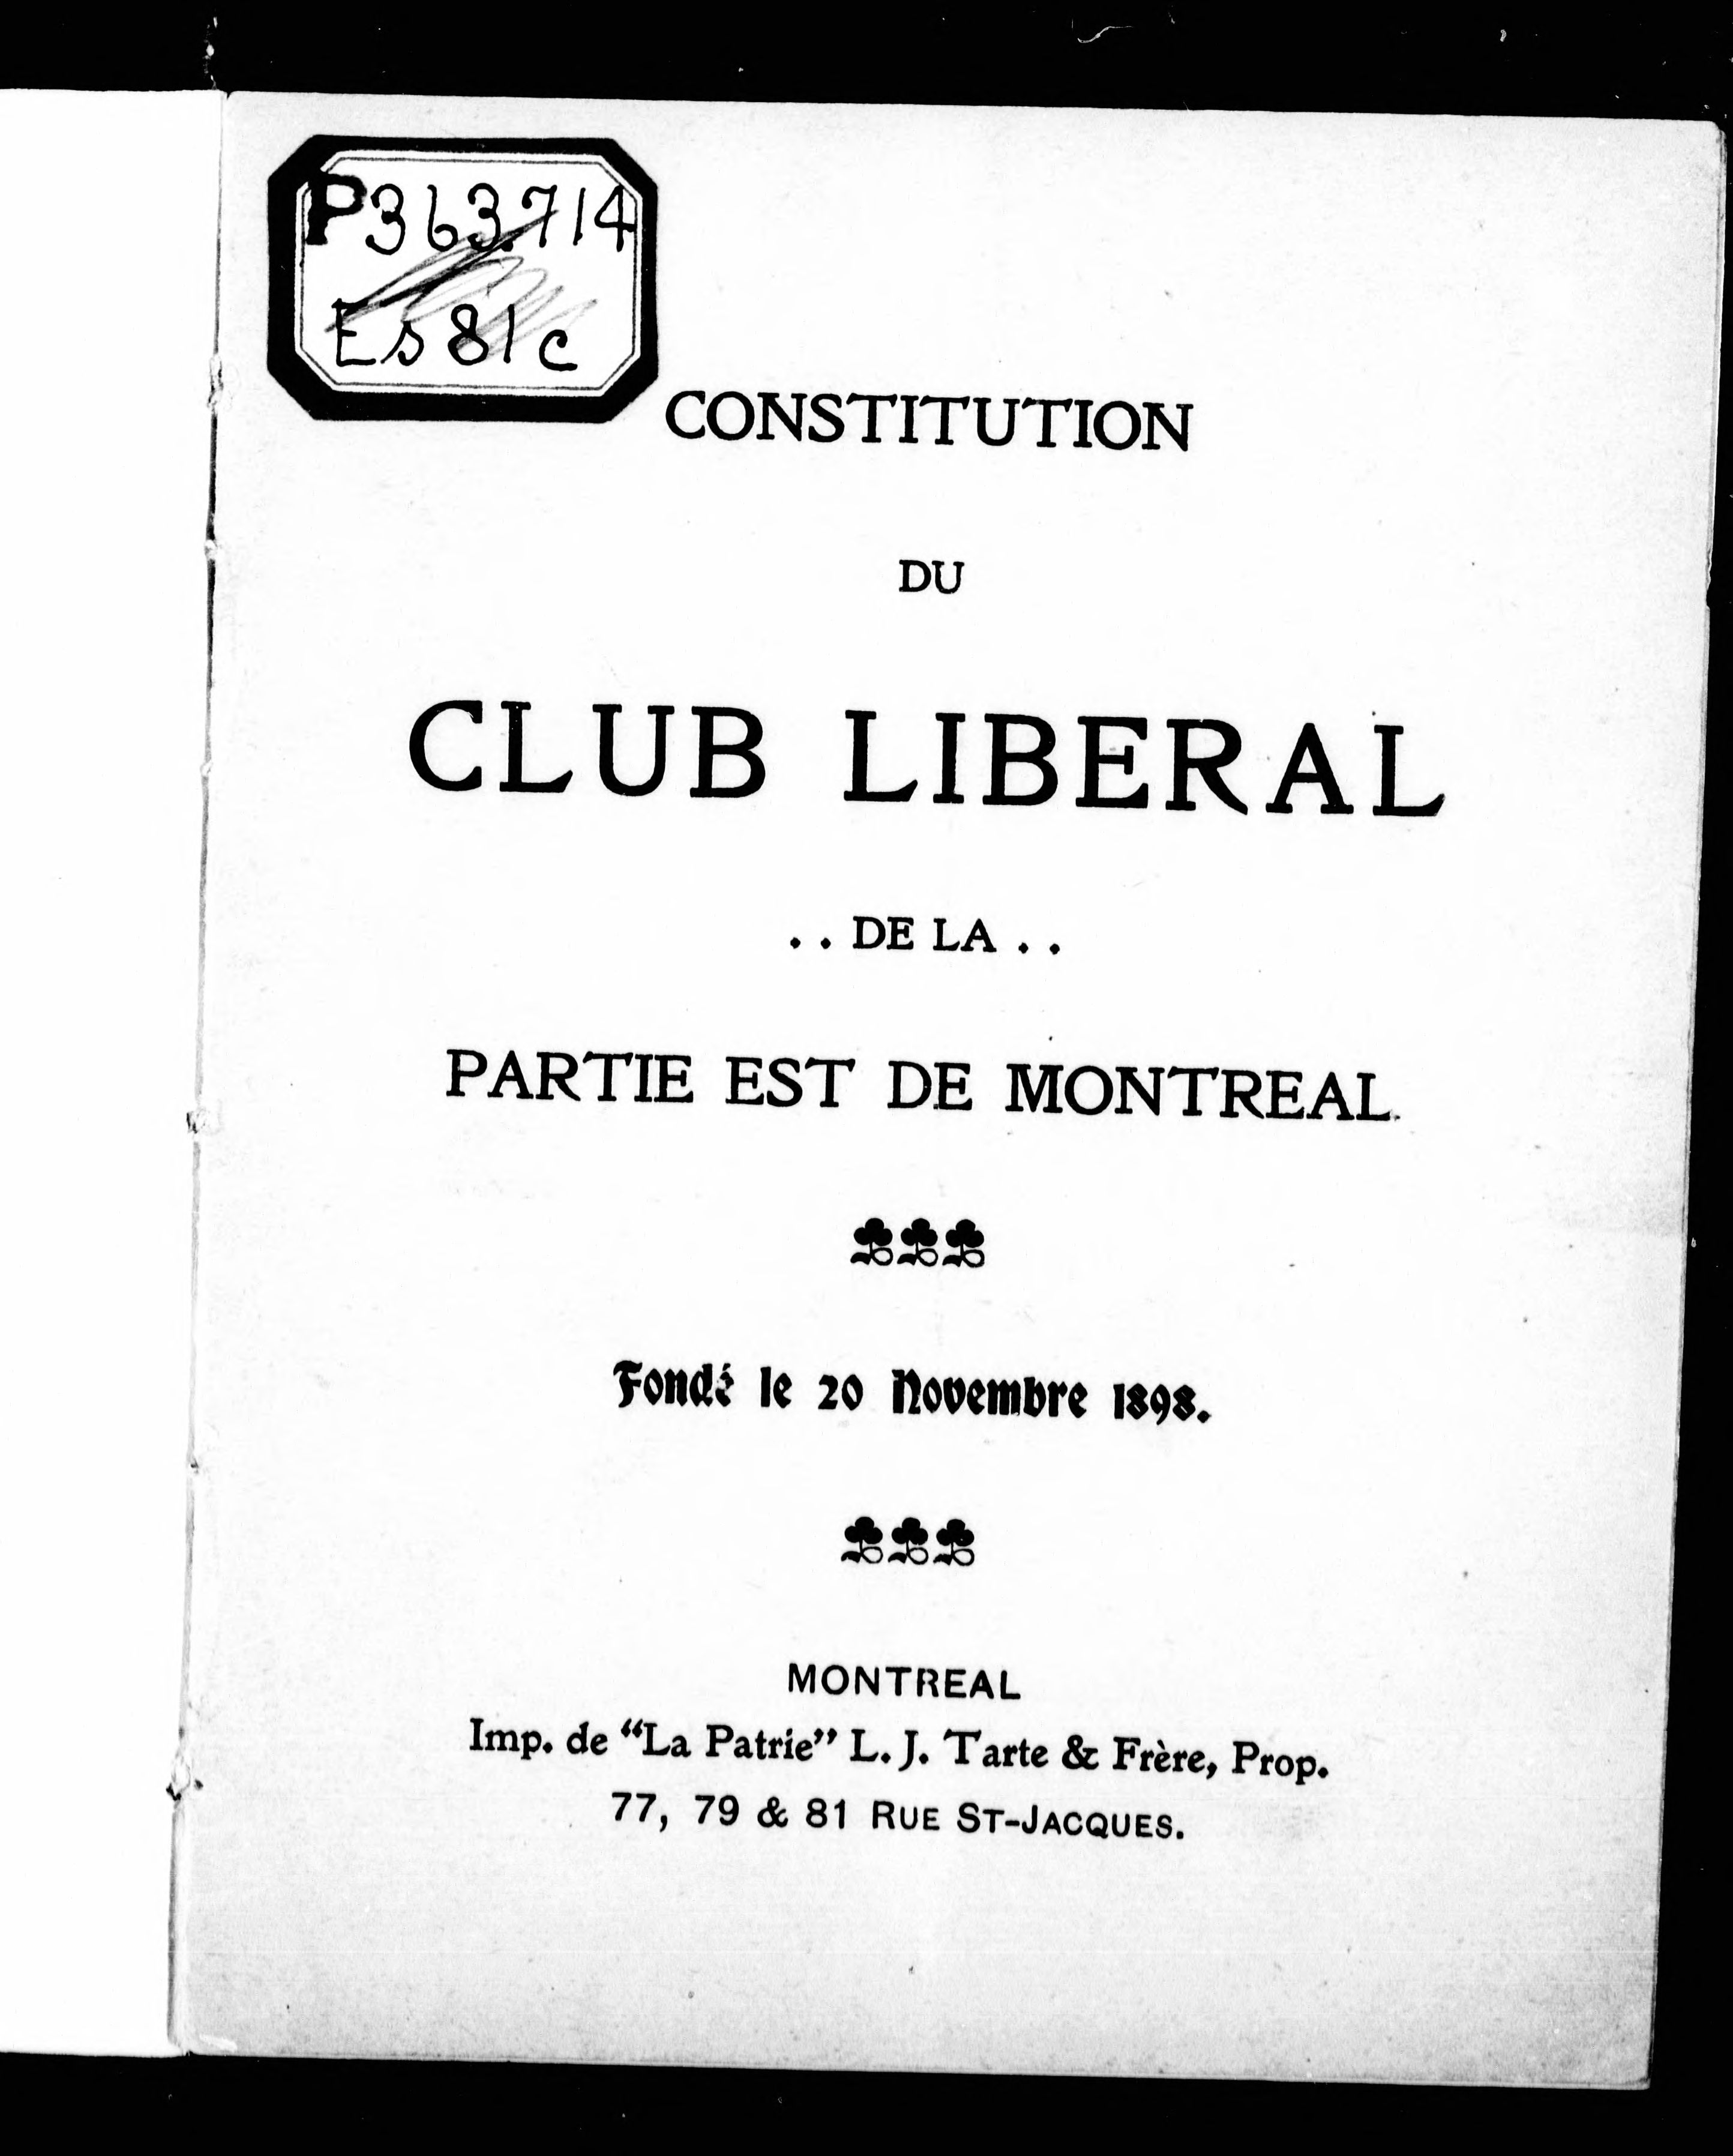 P363.714
Es81c
CONSTITUTION
DU
CLUB LIBERAL
. . DE LA . .
PARTIE EST DE MONTREAL
Fondé le 20 Novembre 1898.
MONTREAL
Imp. de “La Patrie” L. J. Tarte & Frère, Prop.
77, 79 & 81 RUE ST-JACQUES.